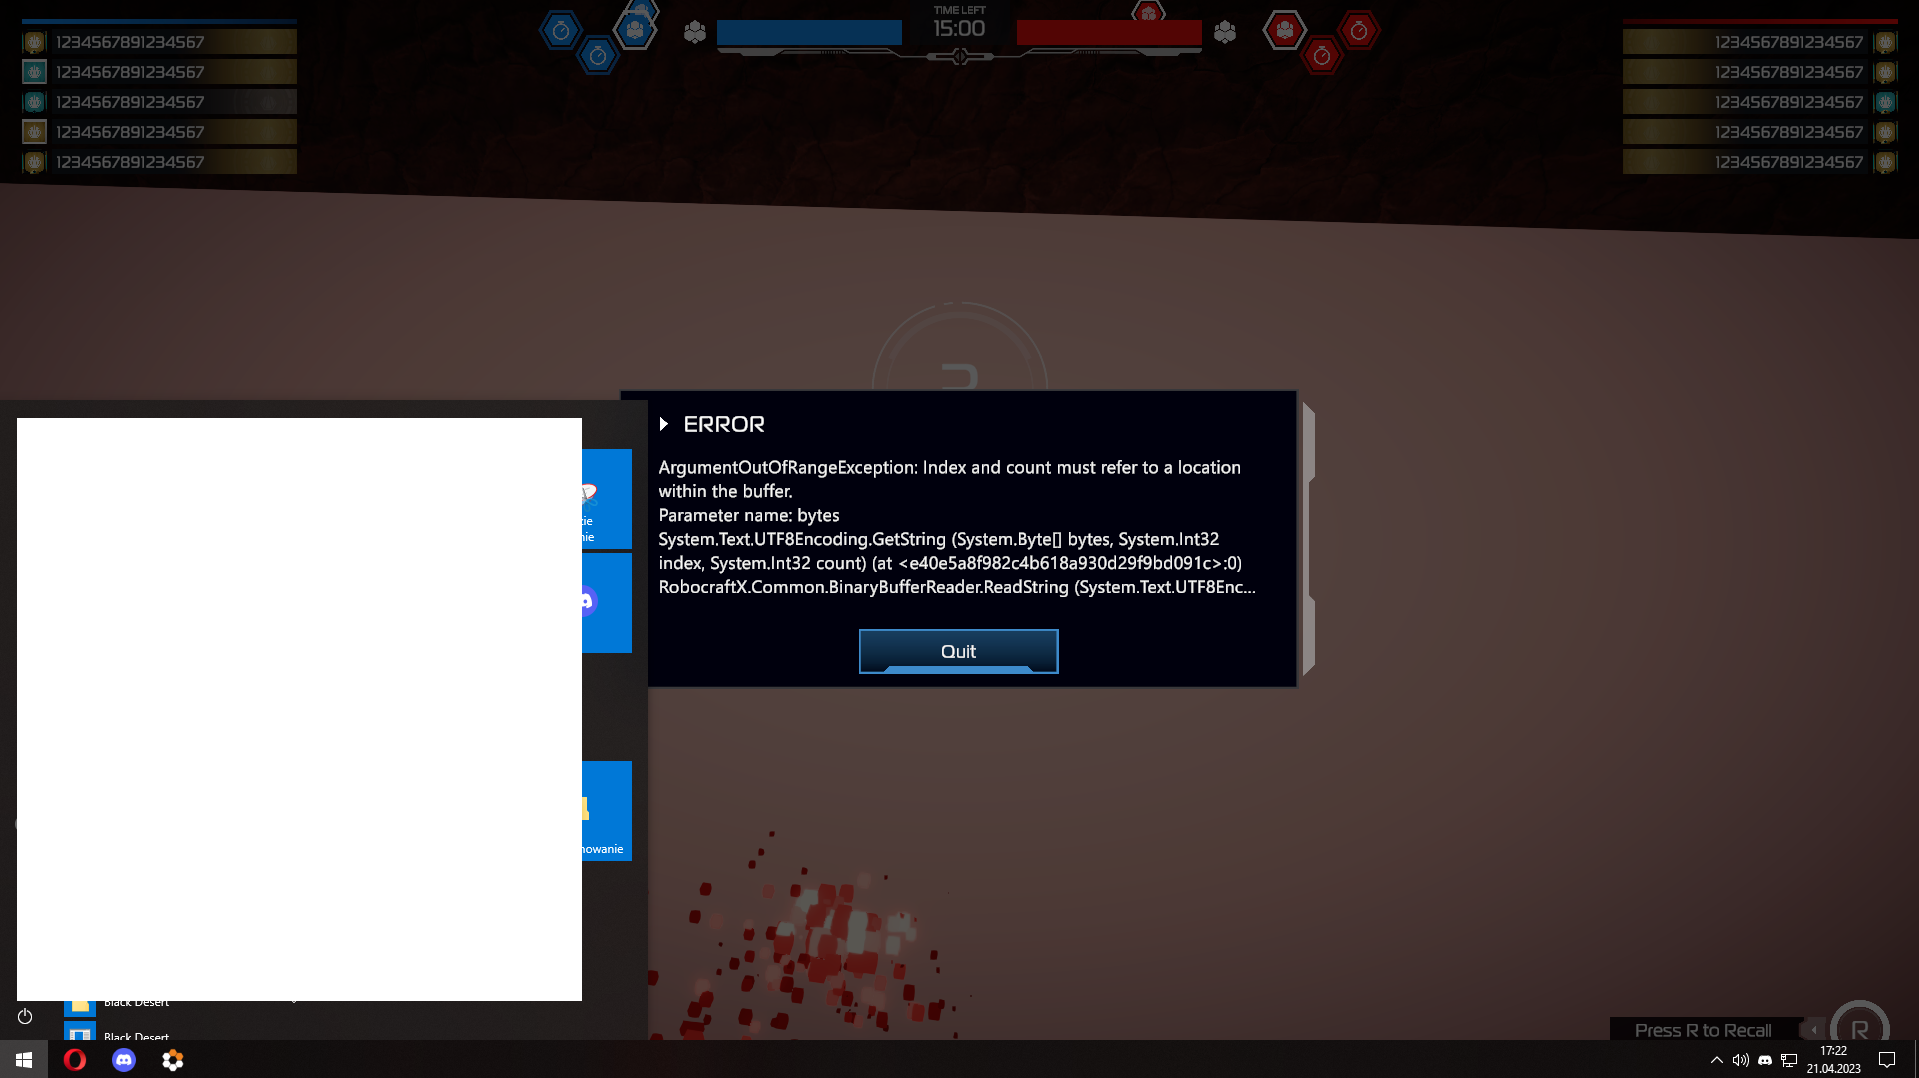 TIME LEFT
15:00
1234567891234567
1234567891234567
1234567891234567
1234567891234567
1234567891234567
1234567891234567
1234567891234567
1234567891234567
1234567891234567
1234567891234567
ERROR
ArgumentOutOfRangeException: Index and count must refer to a location
within the buffer.
Parameter name: bytes
System.Text.UTF8Encoding.GetString (System.Byte[] bytes, System.Int32
index, System.Int32 count) (at <e40e5a8f982c4b618a930d29f9bd091c>:0)
RobocraftX.Common.BinaryBufferReader.ReadString (System.Text.UTF8Enc...
Quit
nie
Black Desert
Black Desert
Press R to Recall
R
17:22
21.04.2023